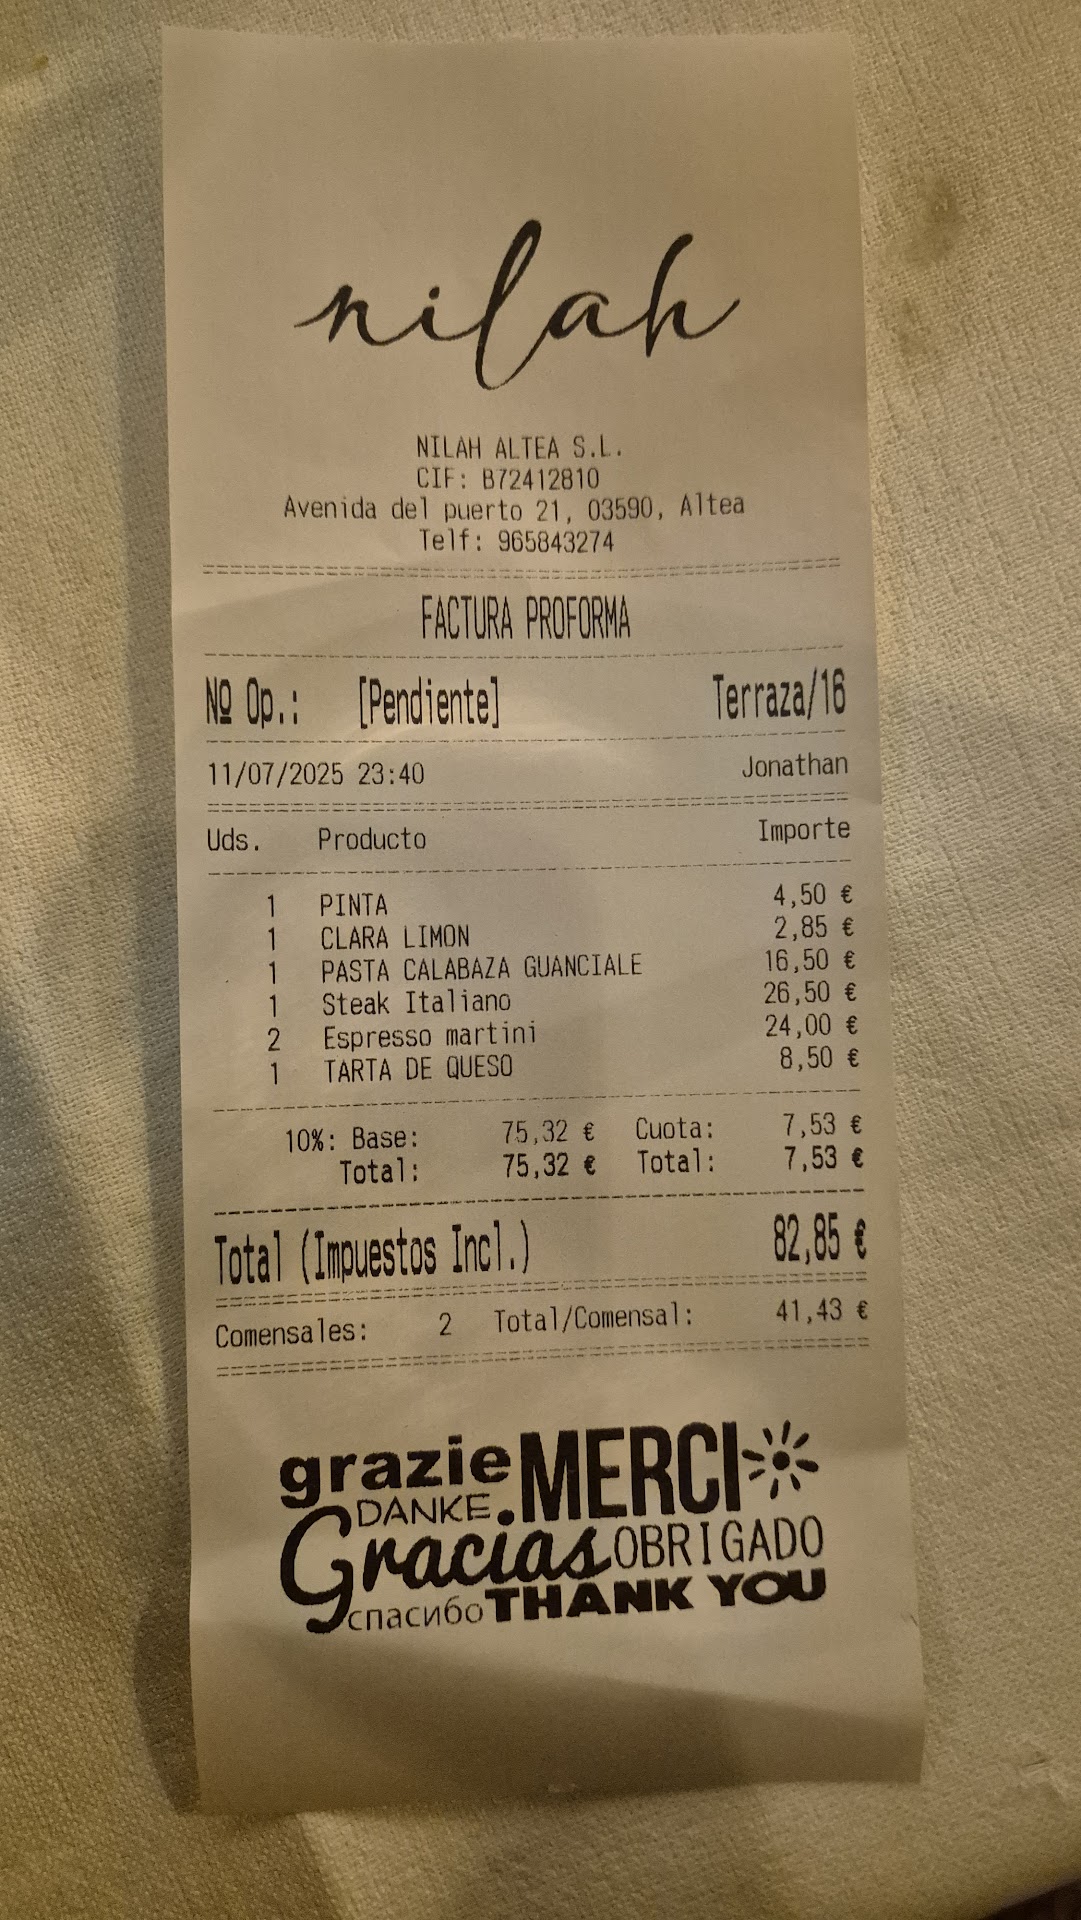 nilah
NILAH ALTEA S.L.
CIF: B72412810
Avenida del puerto 21, 03590, Altea
Telf: 965843274
FACTURA PROFORMA
Nº Op.: [Pendiente] Terraza/16
11/07/2025 23:40 Jonathan
Uds. Producto Importe
1 PINTA 4,50 €
1 CLARA LIMON 2,85 €
1 PASTA CALABAZA GUANCIALE 16,50 €
1 Steak Italiano 26,50 €
2 Espresso martini 24,00 €
1 TARTA DE QUESO 8,50 €
10%: Base: 75,32 € Cuota: 7,53 €
Total: 75,32 € Total: 7,53 €
Total (Impuestos Incl.) 82,85 €
Comensales: 2 Total/Comensal: 41,43 €
grazie MERCI
DANKE.
Gracias OBRIGADO
спасибо THANK YOU